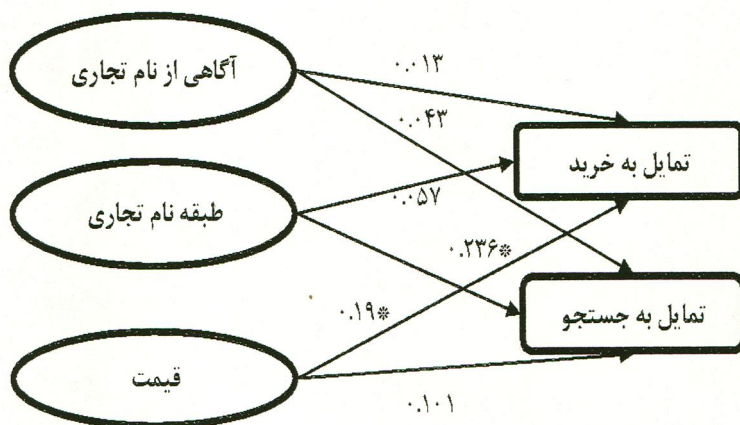 آگاهی از نام تجاری
۰.۰۱۳
۰.۰۴۳
تمایل به خرید
طبقه نام تجاری
۰.۰۵۷
۰.۲۳۶*
تمایل به جستجو
۰.۱۹*
قیمت
۰.۱۰۱